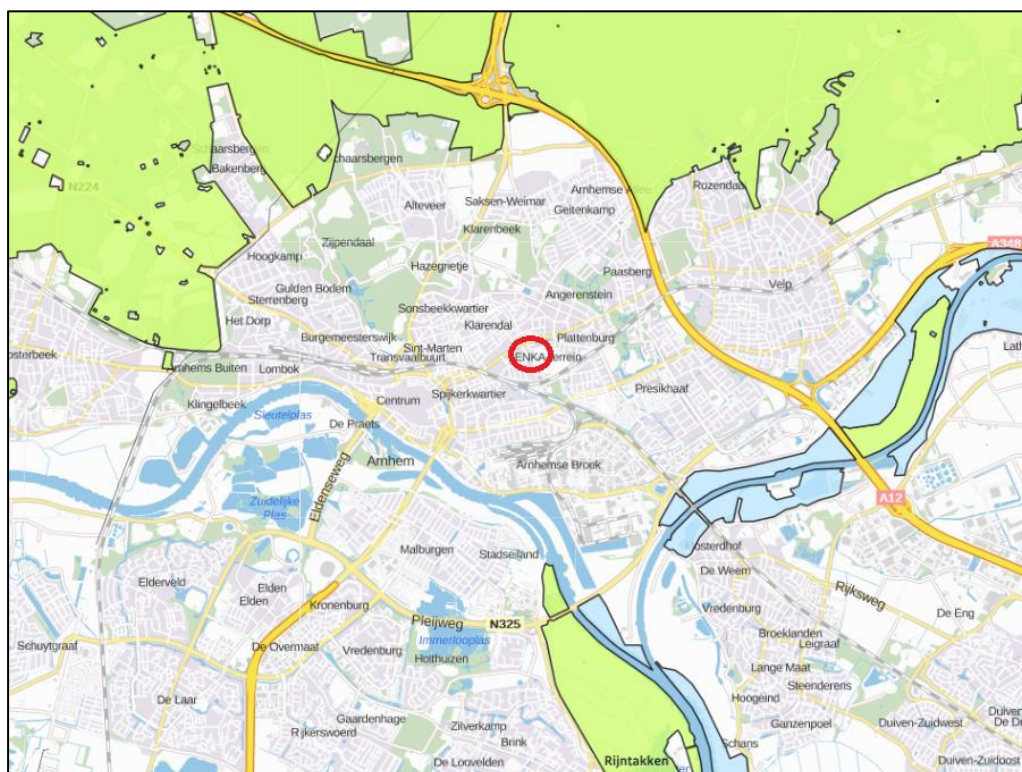 Schaarsbergen
Bakenberg
N224
Schaarsbergen
Rozendaal
Arnhemse Allee
Saksen-Weimar
Geitenkamp
Alteveer
Klarenbeek
Zijpendaal
A348
Hoogkamp
Hazegrietje
Paasberg
Velp
Gulden Bodem
Angerenstein
Sterrenberg
Sonsbeekkwartier
Het Dorp
Klarendal
Burgemeesterswijk
Plattenburg
Sint-Marten
Transvaalbuurt
ENKA-terrein
Arnhems Buiten
Lombok
Presikhaaf
Klingelbeek
Centrum
Spijkerkwartier
Sleutelplas
De Praets
Arnhem
Arnhemse Broek
Eldenseweg
A12
Zuidelijke
Plas
Malburgen
Stadseiland
Elderveld
Elden
Elden
De Weem
Rijksweg
Kronenburg
Vredenburg
De Eng
Pleijweg
N325
Immerlooplas
Broeklanden
Leigraaf
Schuytgraaf
De Overmaat
Vredenburg
Holthuizen
Lange Maat
Steenderens
De Laar
Hoogeind
Gaardenhage
Zilverkamp
Ganzenpoel
Duiven-Zuidwest
Rijkerswoerd
Brink
Schans
De Loovelden
Rijntakken
Duiven-Zuidoost